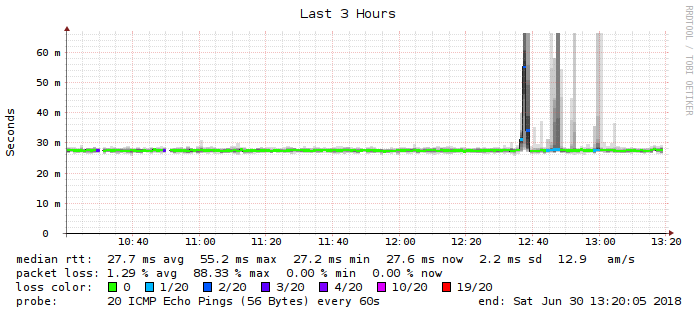 Last 3 Hours
RRDTOOL / TOBI OETIKER
Seconds
60 m
50 m
40 m
30 m
20 m
10 m
0
10:40 11:00 11:20 11:40 12:00 12:20 12:40 13:00 13:20
median rtt: 27.7 ms avg 55.2 ms max 27.2 ms min 27.6 ms now 2.2 ms sd 12.9 am/s
packet loss: 1.29 % avg 88.33 % max 0.00 % min 0.00 % now
loss color: 0 1/20 2/20 3/20 4/20 10/20 19/20
probe: 20 ICMP Echo Pings (56 Bytes) every 60s end: Sat Jun 30 13:20:05 2018